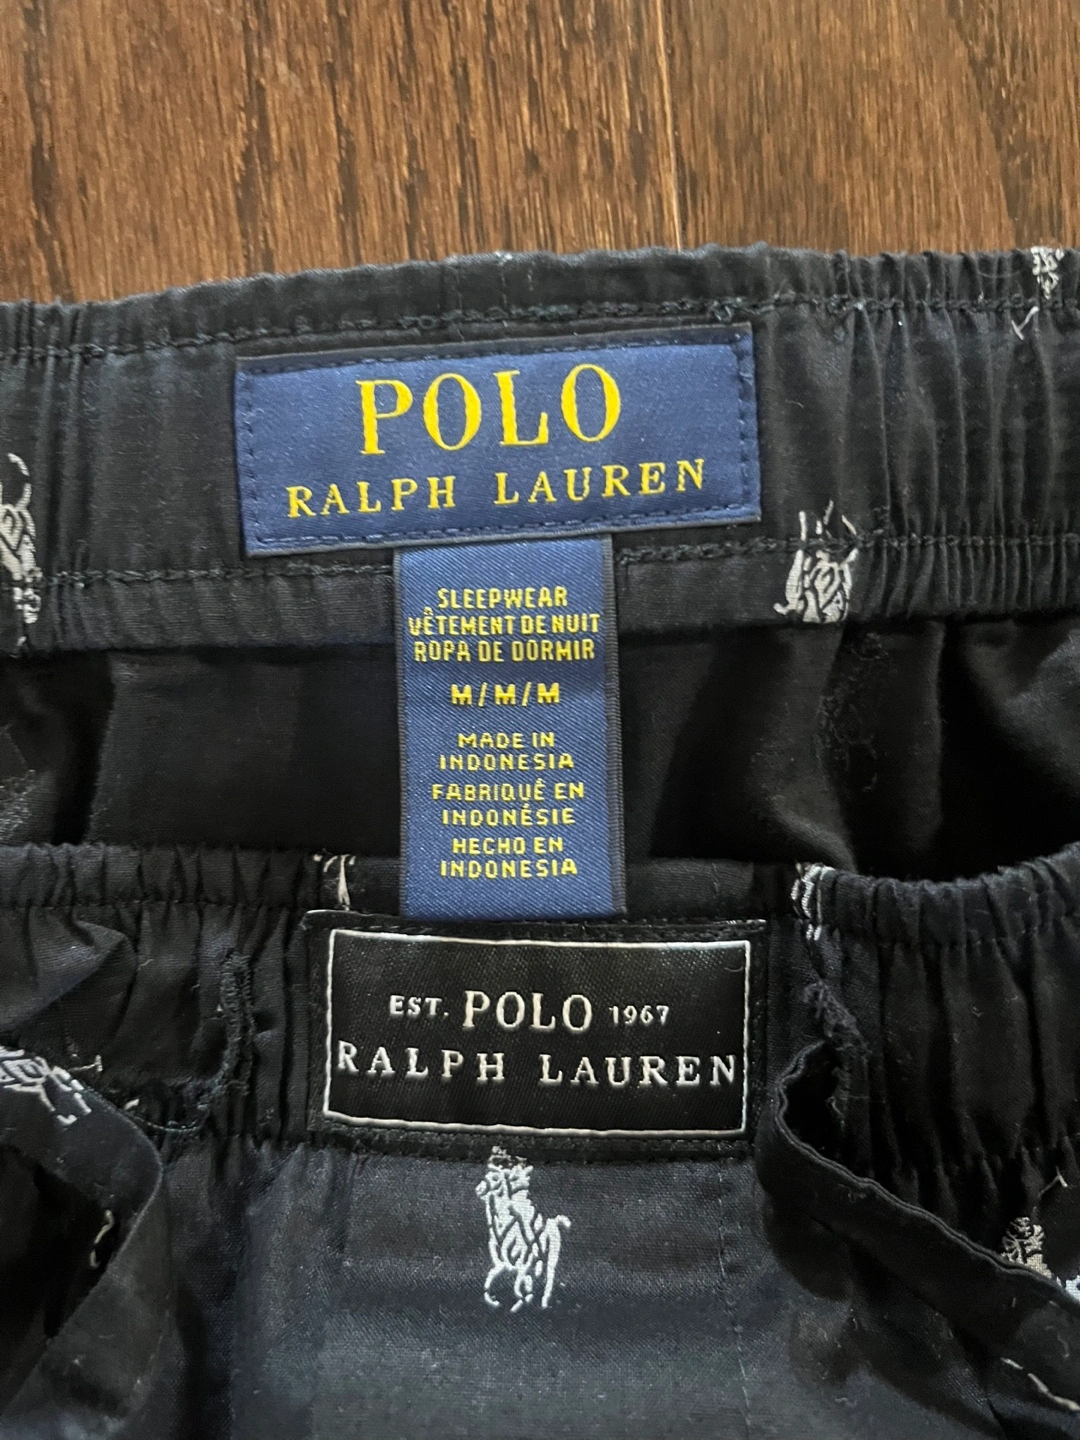 POLO
RALPH LAUREN
SLEEPWEAR
VÊTEMENT DE NUIT
ROPA DE DORMIR
M/M/M
MADE IN
INDONESIA
FABRIQUÉ EN
INDONÉSIE
HECHO EN
INDONESIA
EST. POLO 1967
RALPH LAUREN